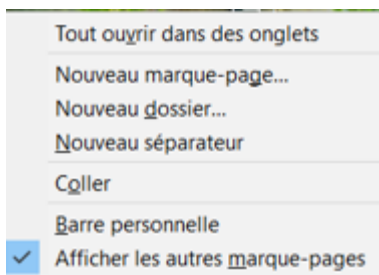 Tout ouvrir dans des onglets
Nouveau marque-page...
Nouveau dossier...
Nouveau séparateur
Coller
Barre personnelle
Afficher les autres marque-pages